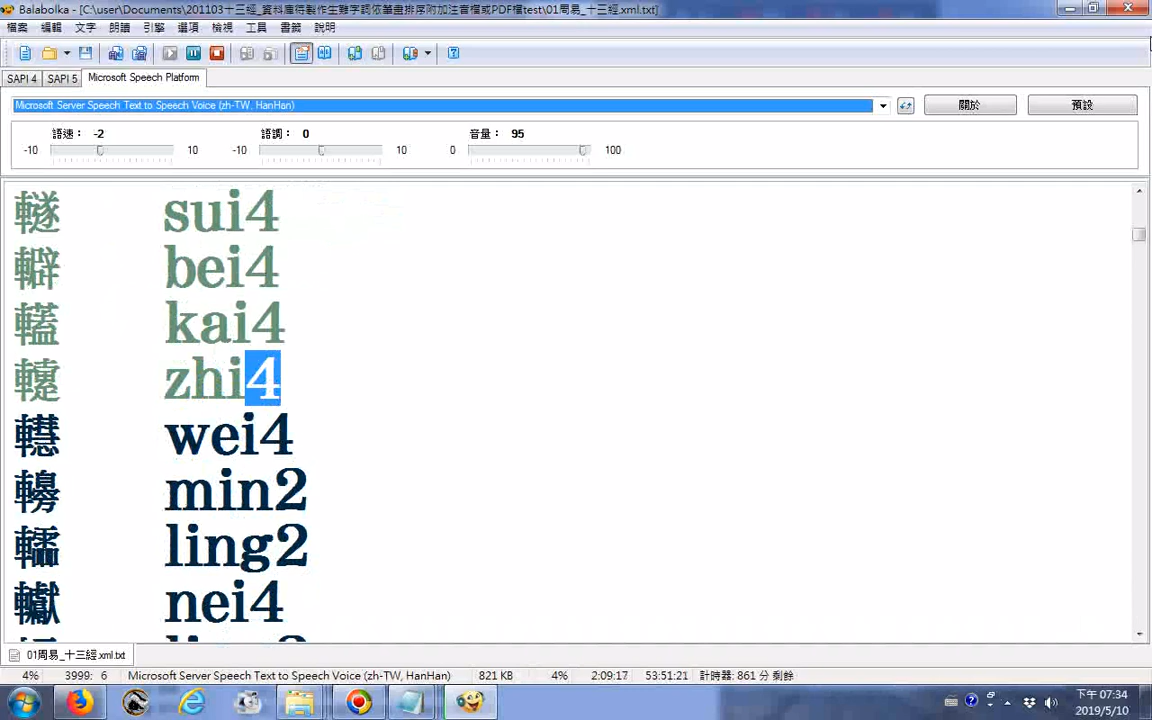 Balabolka - [C:\user\Documents\201103十三經_資料庫待製作生難字詞依筆畫排序附加注音檔或PDF檔test\01周易_十三經.xml.txt]
檔案 編輯 文字 朗讀 引擎 選項 檢視 工具 書籤 說明
SAPI 4 SAPI 5 Microsoft Speech Platform
Microsoft Server Speech Text to Speech Voice (zh-TW, HanHan) 關於 預設
語速： -2 語調： 0 音量： 95
-10 10 -10 10 0 100
sui4
bei4
kai4
zhi4
wei4
min2
ling2
nei4
01周易_十三經.xml.txt
4% 3999: 6 Microsoft Server Speech Text to Speech Voice (zh-TW, HanHan) 821 KB 4% 2:09:17 53:51:21 計時器: 861 分 剩餘
下午 07:34
2019/5/10